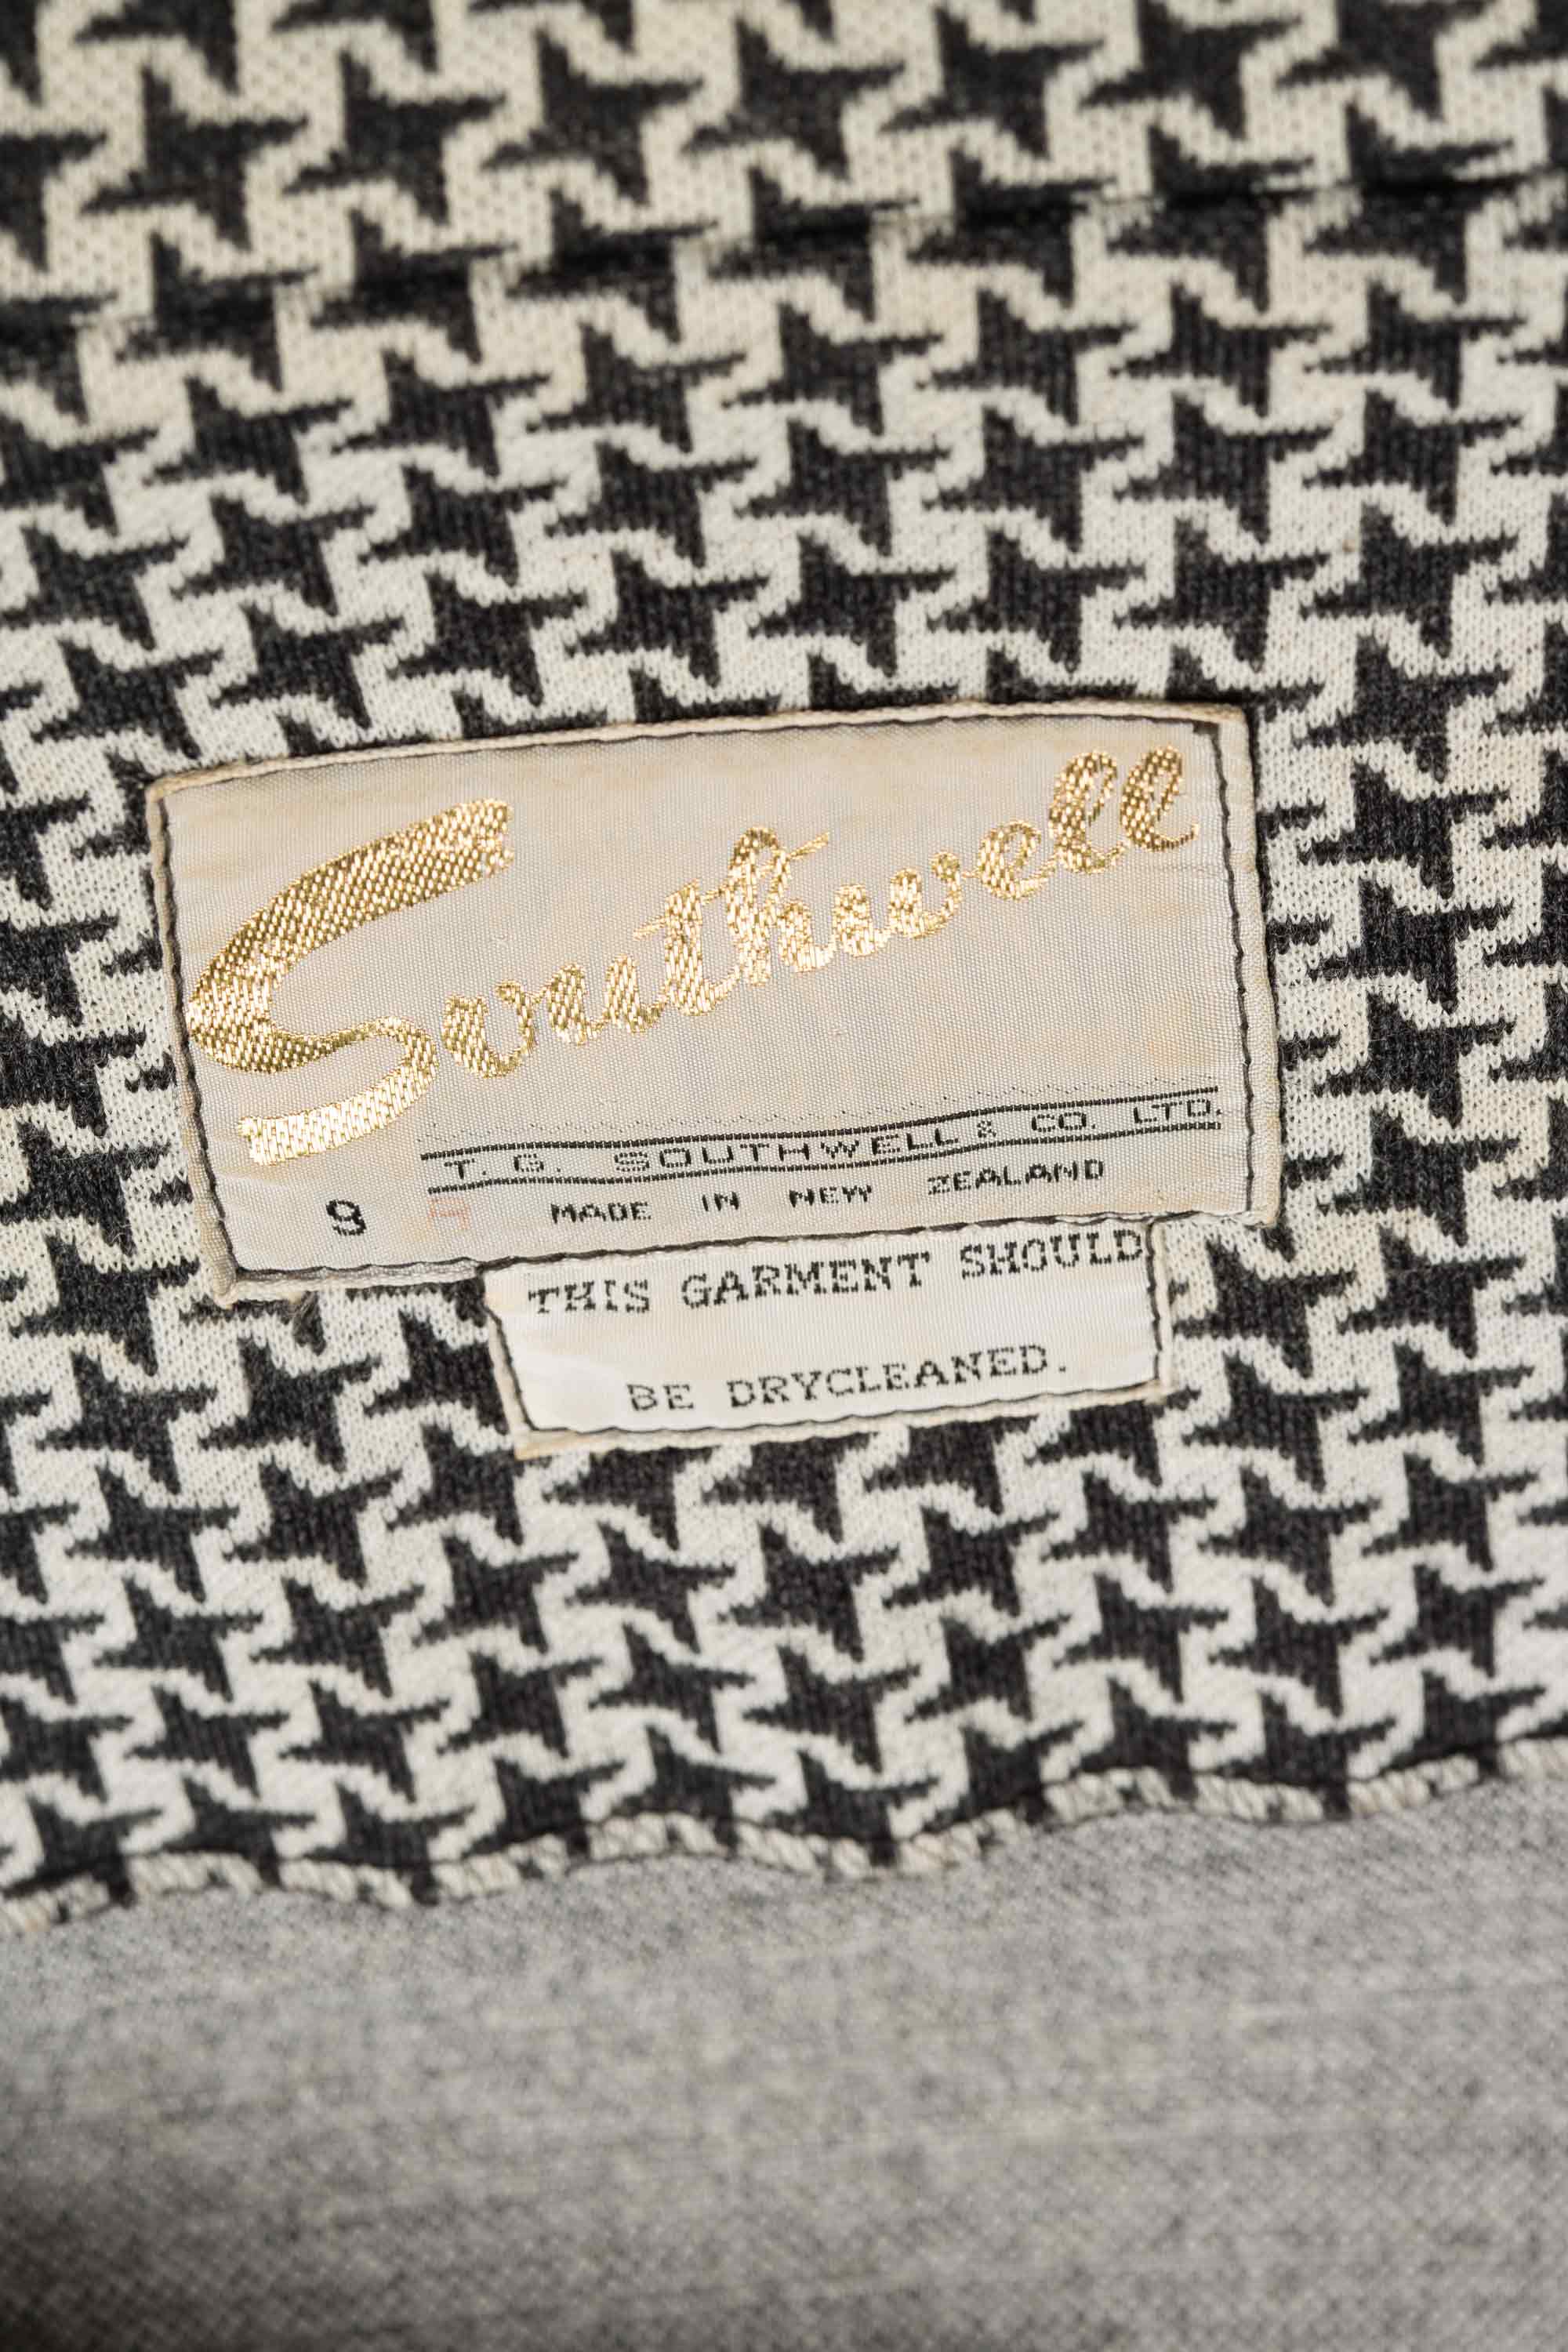 Southwell
T. G. SOUTHWELL & CO. LTD.
9 A MADE IN NEW ZEALAND
THIS GARMENT SHOULD
BE DRYCLEANED.